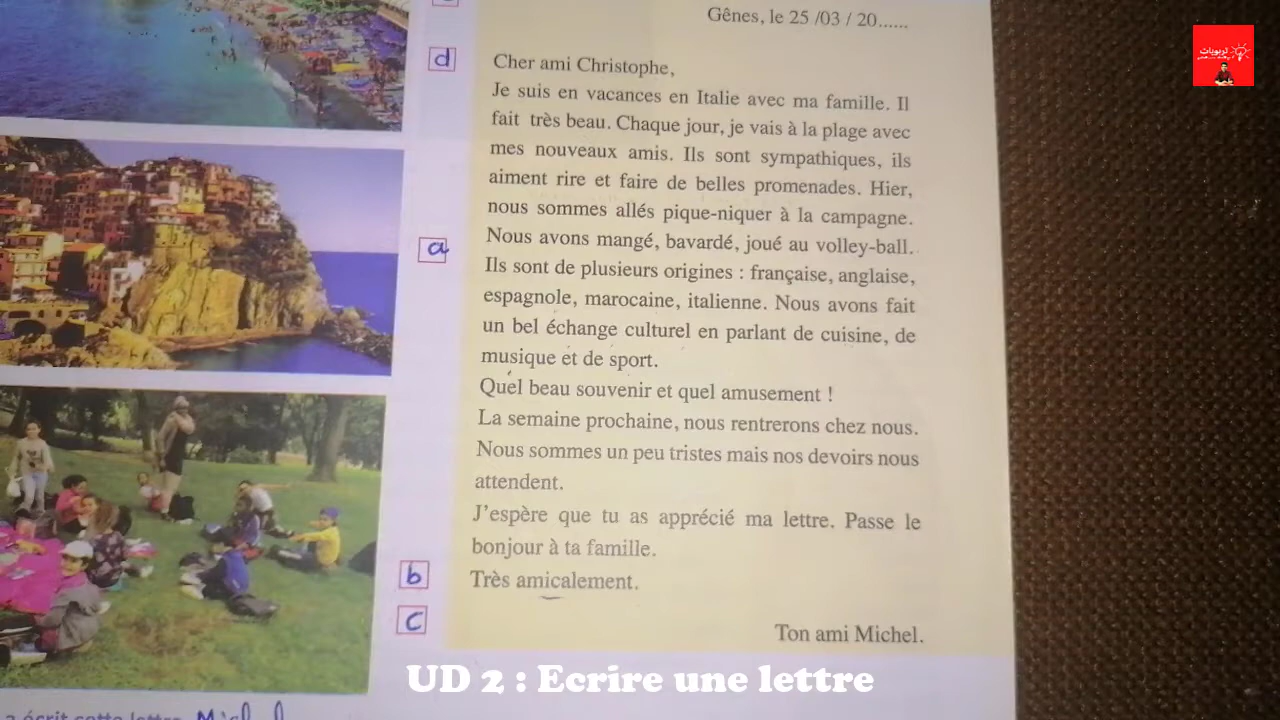 Gênes, le 25 /03 / 20......
d
Cher ami Christophe,
Je suis en vacances en Italie avec ma famille. Il
fait très beau. Chaque jour, je vais à la plage avec
mes nouveaux amis. Ils sont sympathiques, ils
aiment rire et faire de belles promenades. Hier,
nous sommes allés pique-niquer à la campagne.
a
Nous avons mangé, bavardé, joué au volley-ball.
Ils sont de plusieurs origines : française, anglaise,
espagnole, marocaine, italienne. Nous avons fait
un bel échange culturel en parlant de cuisine, de
musique et de sport.
Quel beau souvenir et quel amusement !
La semaine prochaine, nous rentrerons chez nous.
Nous sommes un peu tristes mais nos devoirs nous
attendent.
J'espère que tu as apprécié ma lettre. Passe le
bonjour à ta famille.
b
Très amicalement.
c
Ton ami Michel.
UD 2 : Ecrire une lettre
a écrit cette lettre Michel
تربويات